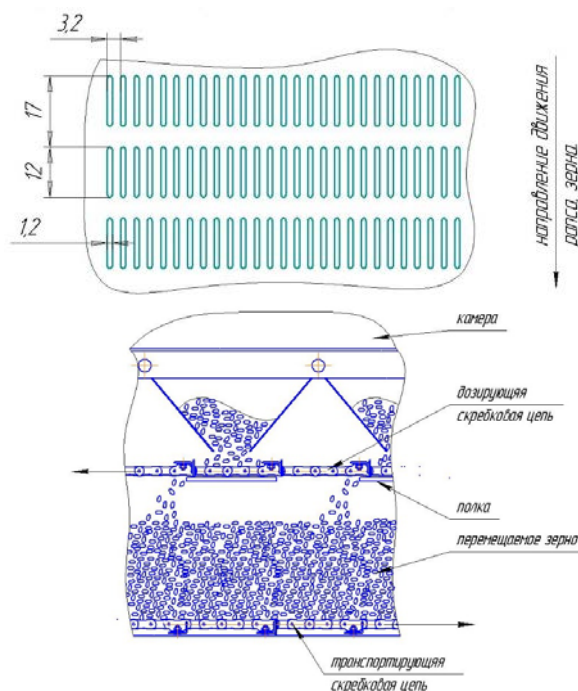 3,2
17
12
1,2
направление движения
рапса, зерна
камера
дозирующая
скребковая цепь
полка
перемещаемое зерно
транспортирующая
скребковая цепь